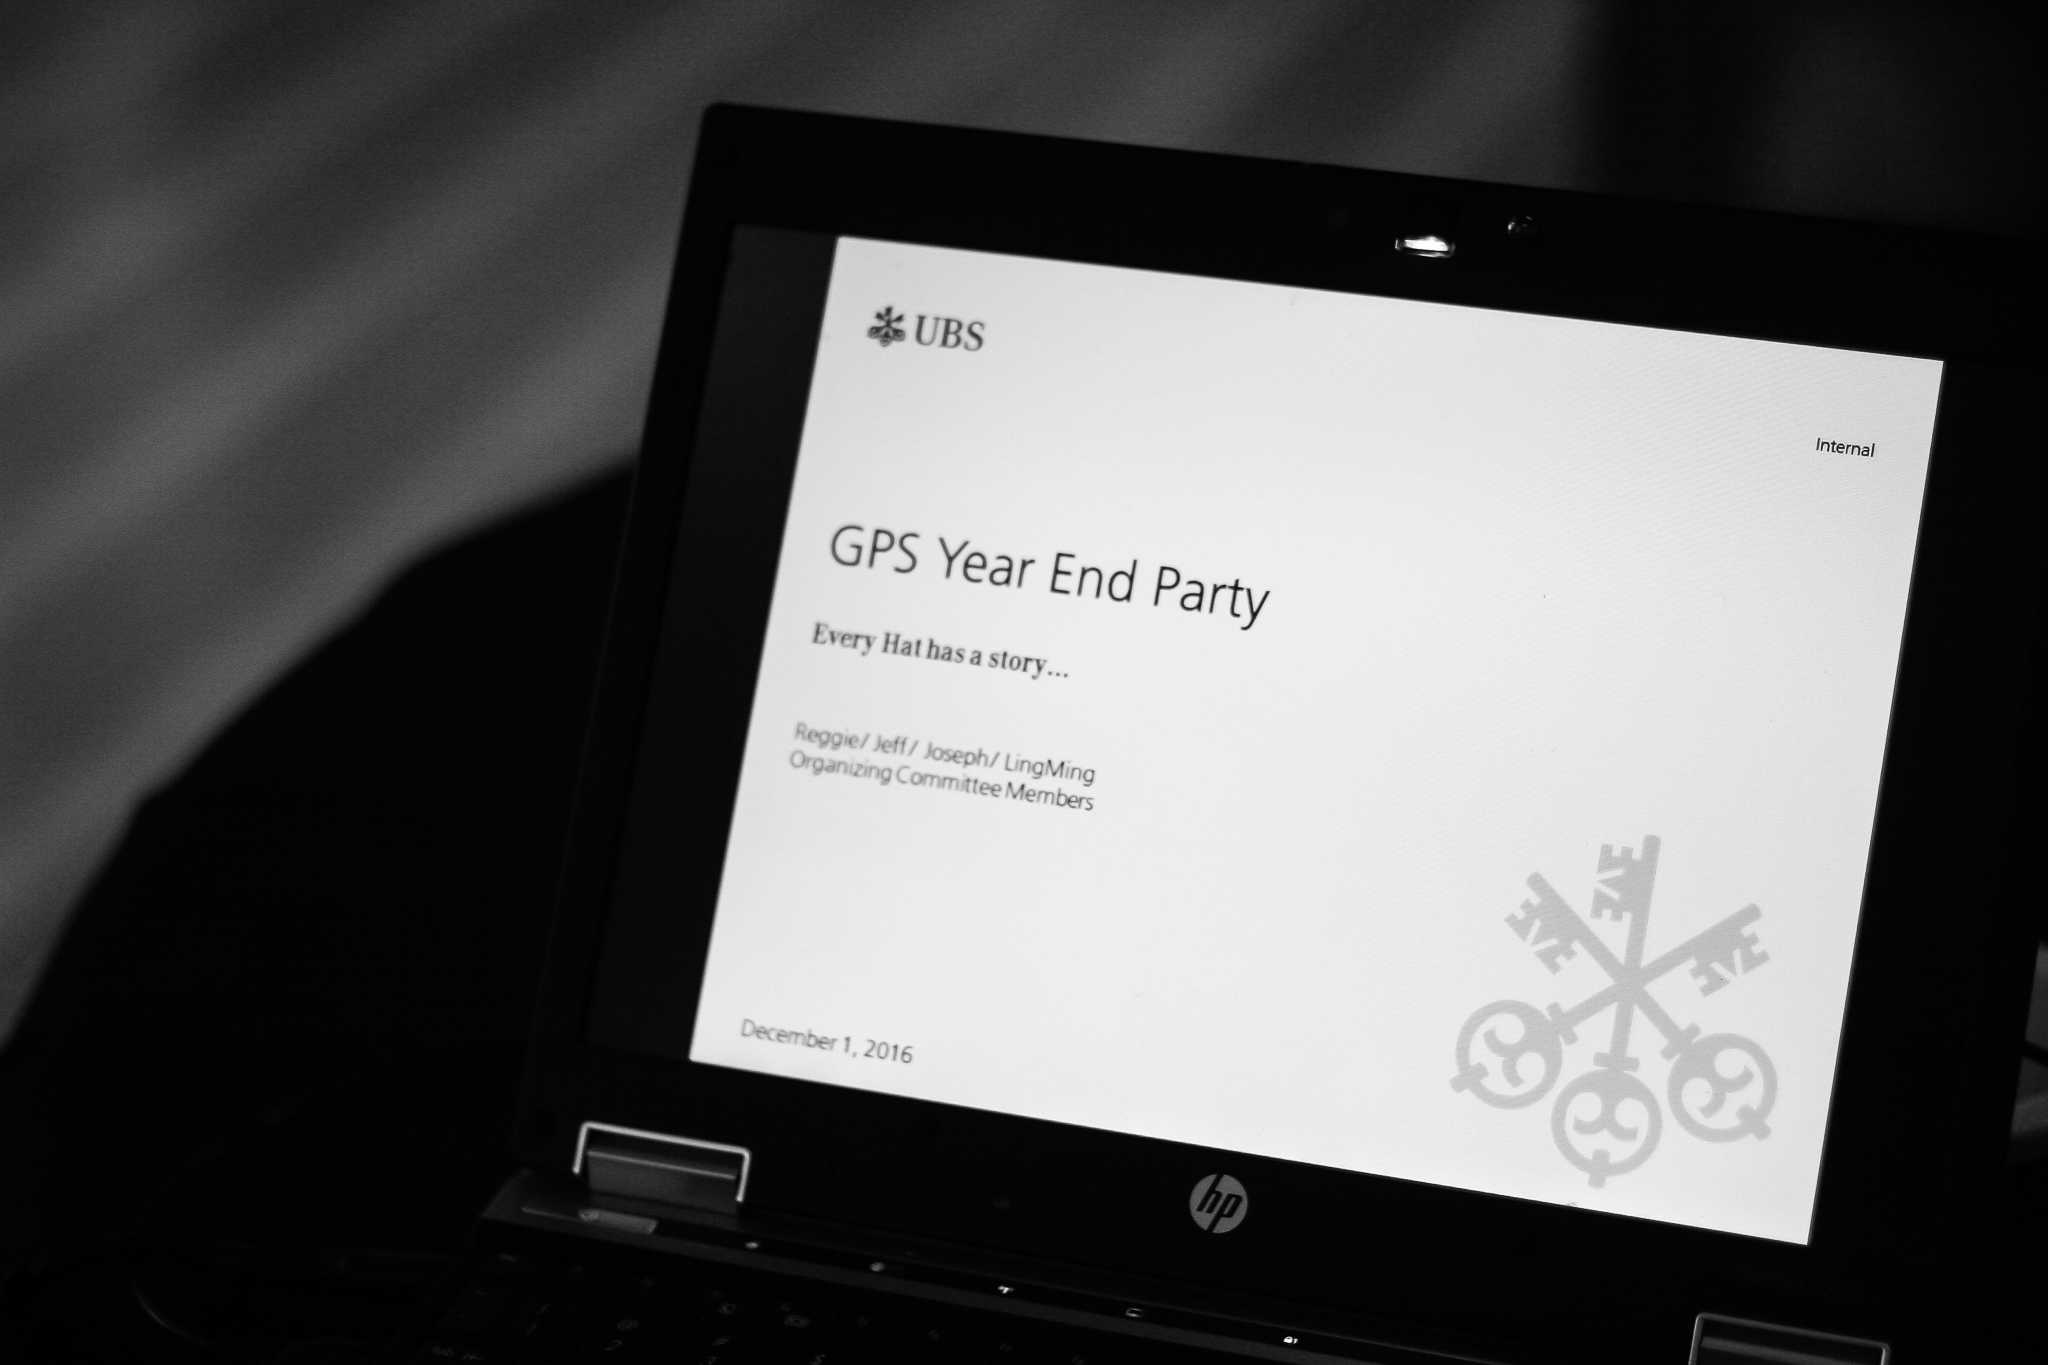 UBS
Internal
GPS Year End Party
Every Hat has a story...
Reggie/ Jeff/ Joseph/ LingMing
Organizing Committee Members
December 1, 2016
hp